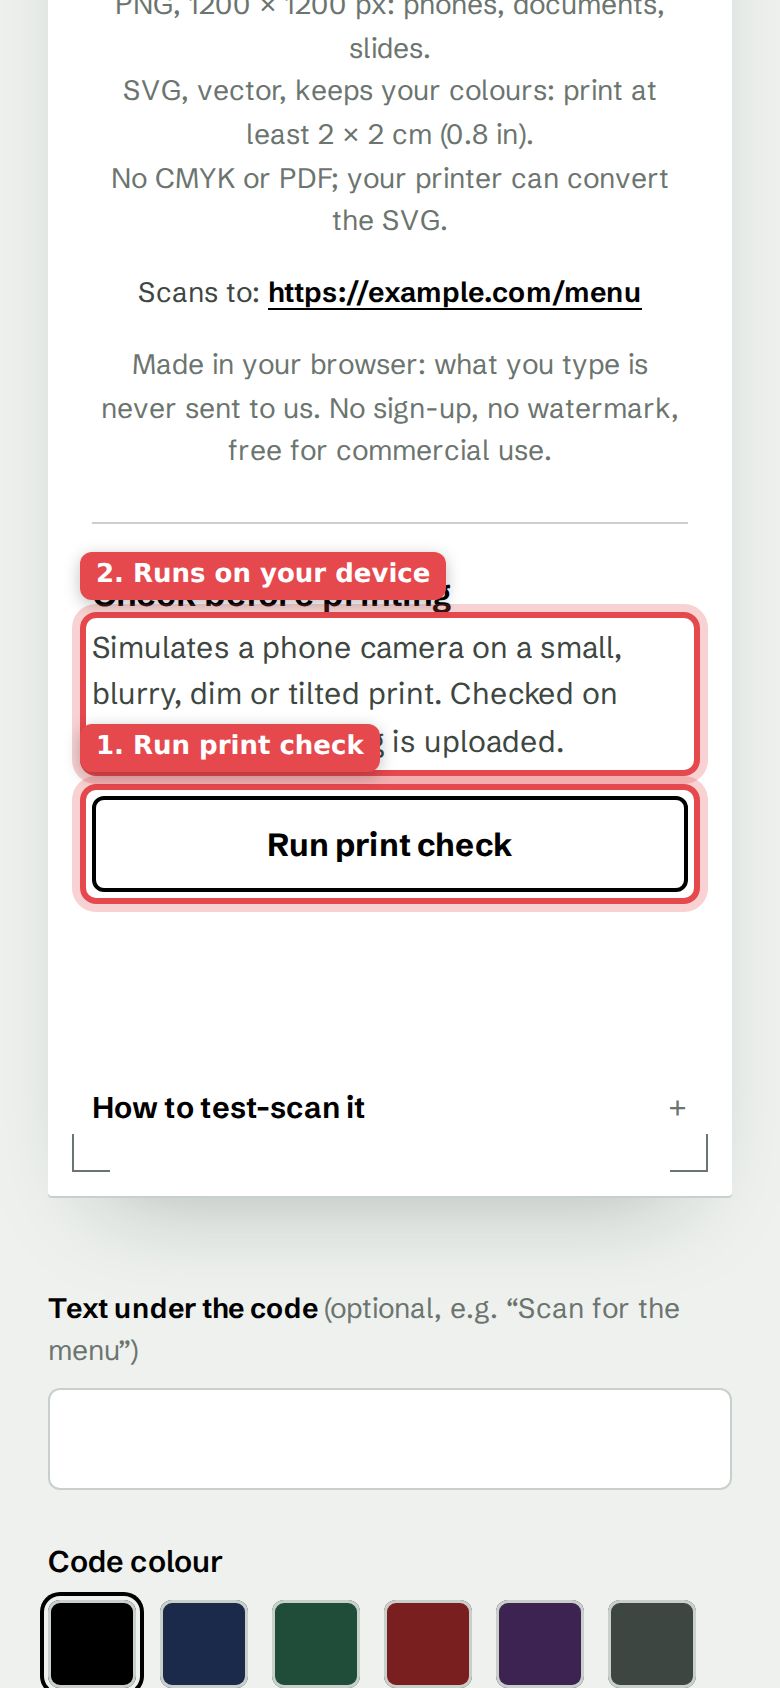 PNG, 1200 × 1200 px: phones, documents,
slides.
SVG, vector, keeps your colours: print at
least 2 × 2 cm (0.8 in).
No CMYK or PDF; your printer can convert
the SVG.
Scans to: https://example.com/menu
Made in your browser: what you type is
never sent to us. No sign-up, no watermark,
free for commercial use.
2. Runs on your device
Check before printing
Simulates a phone camera on a small,
blurry, dim or tilted print. Checked on
1. Run print check
is uploaded.
Run print check
How to test-scan it +
Text under the code (optional, e.g. “Scan for the
menu”)
Code colour